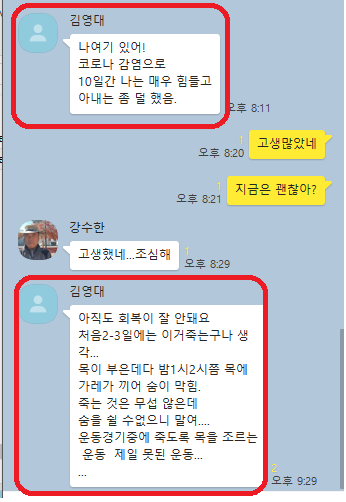 김영대
나여기 있어!
코로나 감염으로
10일간 나는 매우 힘들고
아내는 좀 덜 했음.
오후 8:11
1
고생많았네
오후 8:20
1
지금은 괜찮아?
오후 8:21
강수한
고생했네...조심해
1
오후 8:29
김영대
아직도 회복이 잘 안돼요
처음2-3일에는 이거죽는구나 생
각...
목이 부은데다 밤1시2시쯤 목에
가레가 끼어 숨이 막힘.
죽는 것은 무섭 않은데
숨을 쉴 수없으니 말여....
운동경기중에 죽도록 목을 조르는
운동 제일 못된 운동...
...
2
오후 9:29